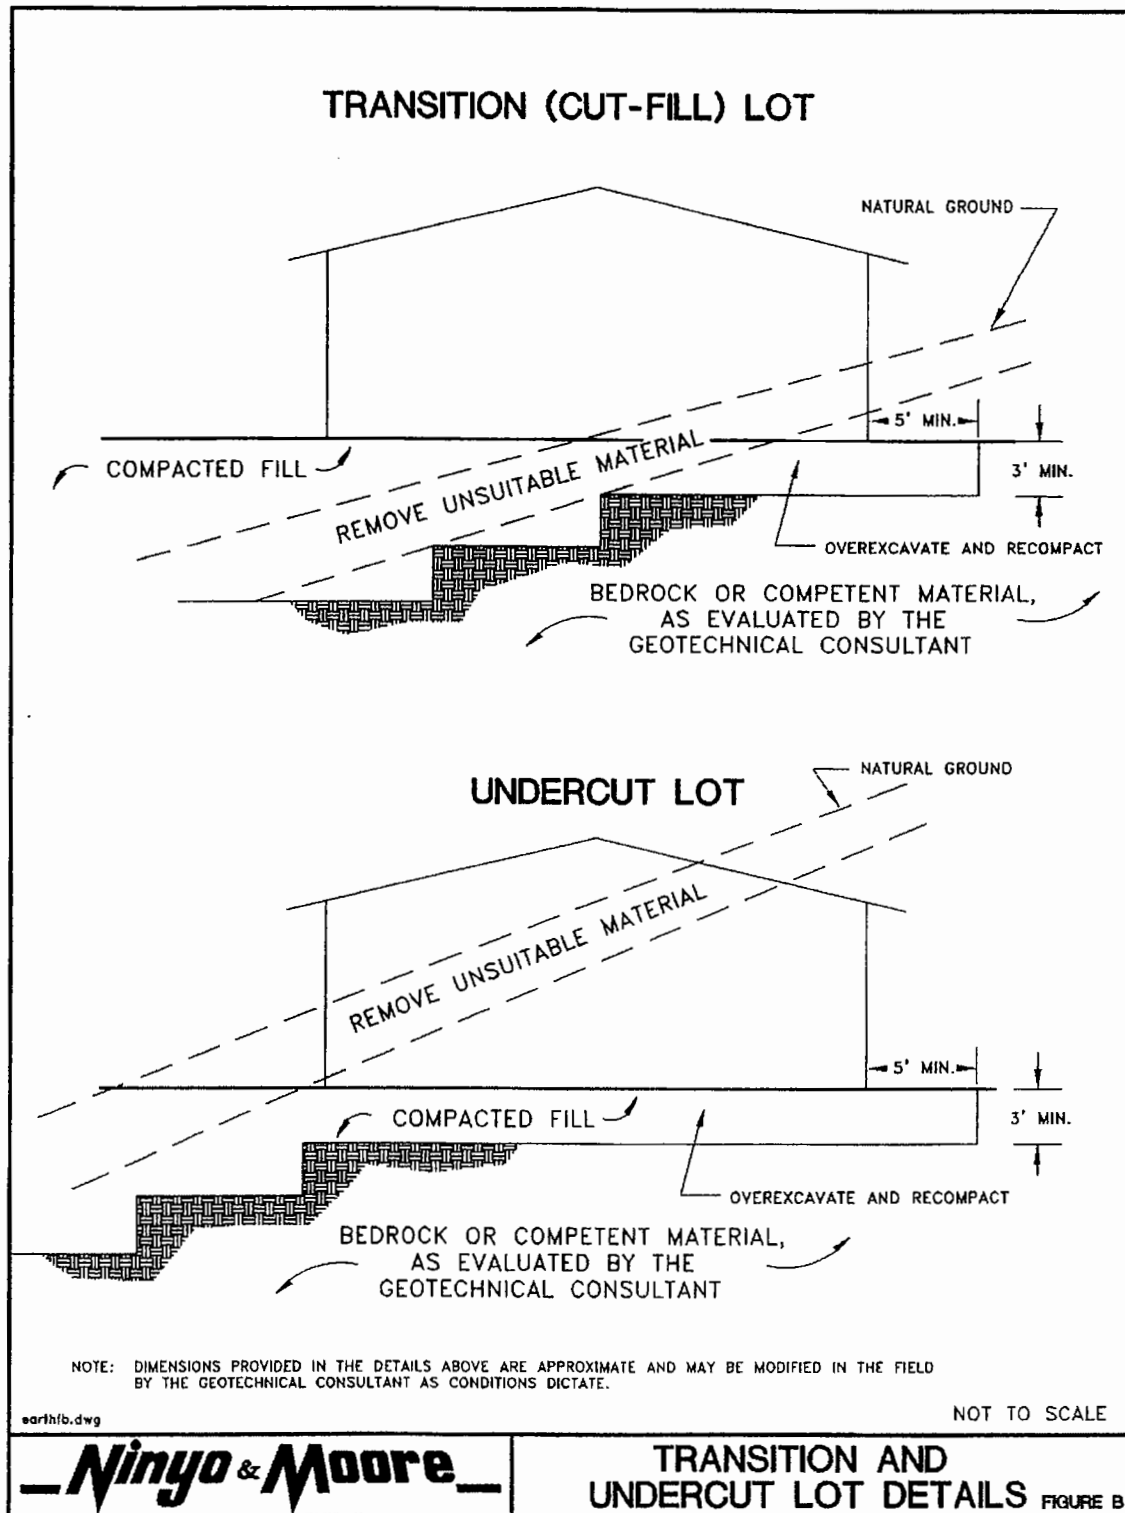 TRANSITION (CUT-FILL) LOT
NATURAL GROUND
5' MIN.
COMPACTED FILL
REMOVE UNSUITABLE MATERIAL
3' MIN.
OVEREXCAVATE AND RECOMPACT
BEDROCK OR COMPETENT MATERIAL,
AS EVALUATED BY THE
GEOTECHNICAL CONSULTANT
UNDERCUT LOT
NATURAL GROUND
REMOVE UNSUITABLE MATERIAL
5' MIN.
COMPACTED FILL
3' MIN.
OVEREXCAVATE AND RECOMPACT
BEDROCK OR COMPETENT MATERIAL,
AS EVALUATED BY THE
GEOTECHNICAL CONSULTANT
NOTE: DIMENSIONS PROVIDED IN THE DETAILS ABOVE ARE APPROXIMATE AND MAY BE MODIFIED IN THE FIELD
BY THE GEOTECHNICAL CONSULTANT AS CONDITIONS DICTATE.
earthfb.dwg
NOT TO SCALE
Ninyo & Moore
TRANSITION AND
UNDERCUT LOT DETAILS FIGURE B